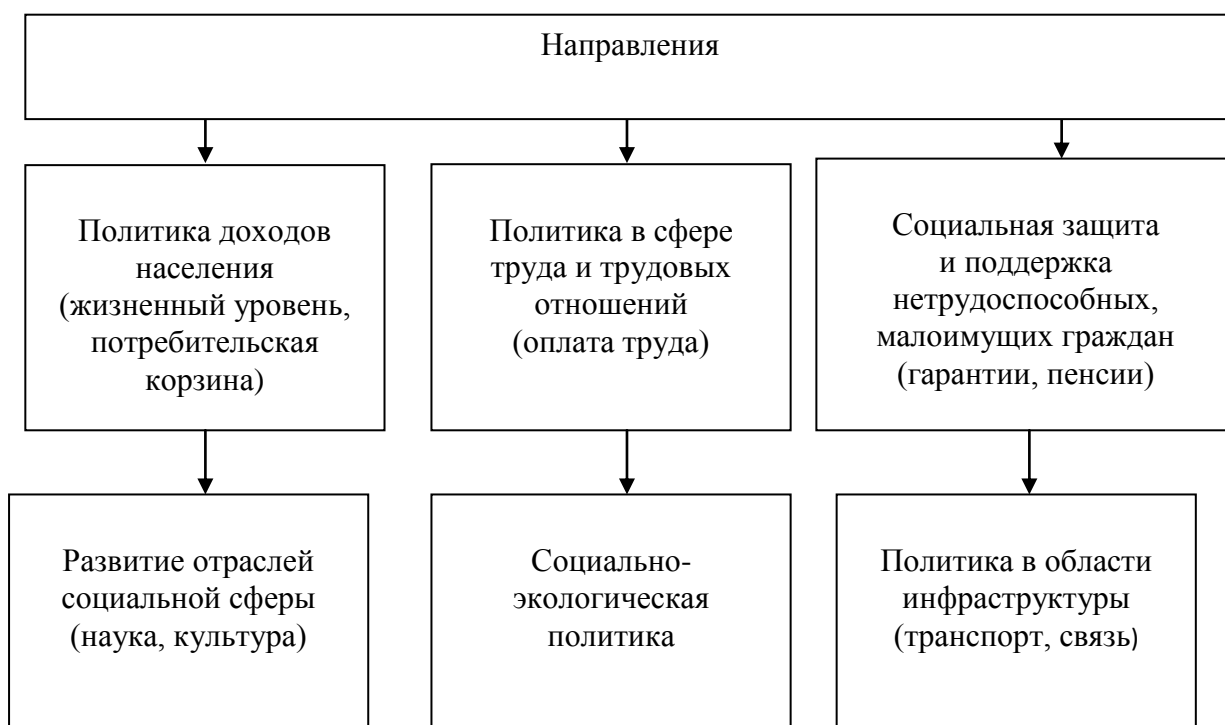 Направления
Политика доходов
населения
(жизненный уровень,
потребительская
корзина)
Политика в сфере
труда и трудовых
отношений
(оплата труда)
Социальная защита
и поддержка
нетрудоспособных,
малоимущих граждан
(гарантии, пенсии)
Развитие отраслей
социальной сферы
(наука, культура)
Социально-
экологическая
политика
Политика в области
инфраструктуры
(транспорт, связь)